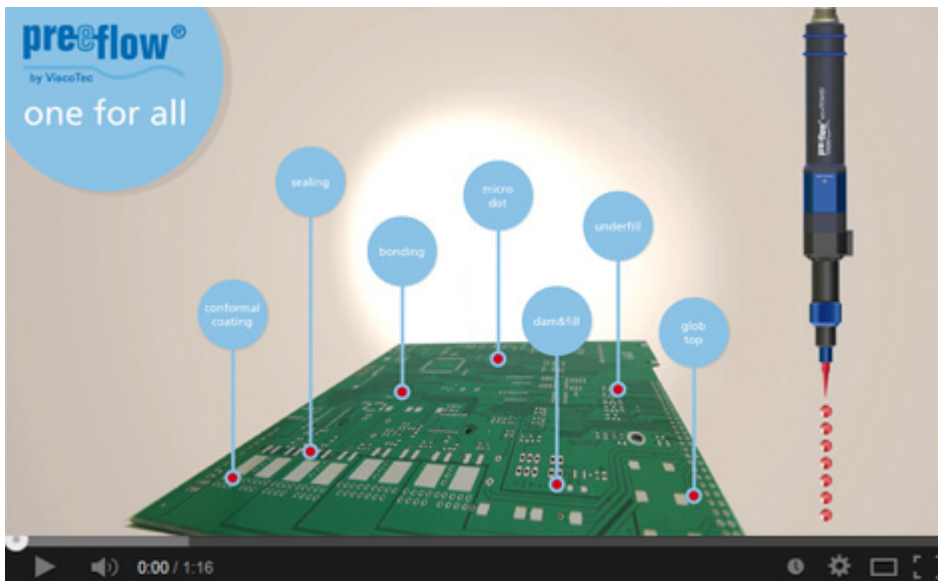 preeflow®
by ViscoTec
one for all
sealing
micro
dot
underfill
bonding
conformal
coating
dam&fill
glob
top
preeflow
0:00 / 1:16